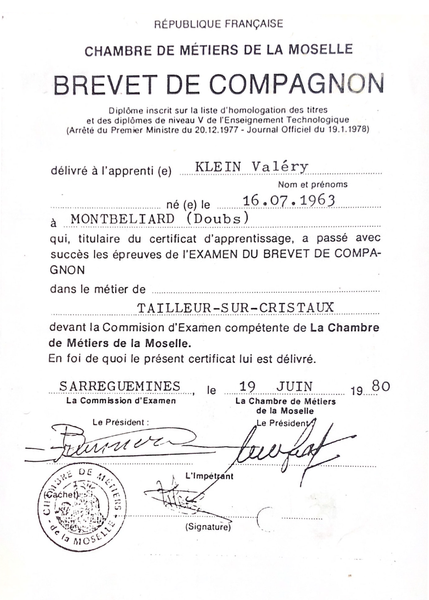 RÉPUBLIQUE FRANÇAISE
CHAMBRE DE MÉTIERS DE LA MOSELLE
BREVET DE COMPAGNON
Diplôme inscrit sur la liste d'homologation des titres
et des diplômes de niveau V de l'Enseignement Technologique
(Arrêté du Premier Ministre du 20.12.1977 - Journal Officiel du 19.1.1978)
délivré à l'apprenti (e) KLEIN Valéry
Nom et prénoms
né (e) le 16.07.1963
à MONTBELIARD (Doubs)
qui, titulaire du certificat d'apprentissage, a passé avec
succès les épreuves de l'EXAMEN DU BREVET DE COMPA-
GNON
dans le métier de
TAILLEUR-SUR-CRISTAUX
devant la Commision d'Examen compétente de La Chambre
de Métiers de la Moselle.
En foi de quoi le présent certificat lui est délivré.
SARREGUEMINES, le 19 JUIN 1980
La Commission d'Examen La Chambre de Métiers
de la Moselle
Le Président : Le Président
L'Impétrant
(Cachet)
CHAMBRE DE MÉTIERS
de la MOSELLE
(Signature)